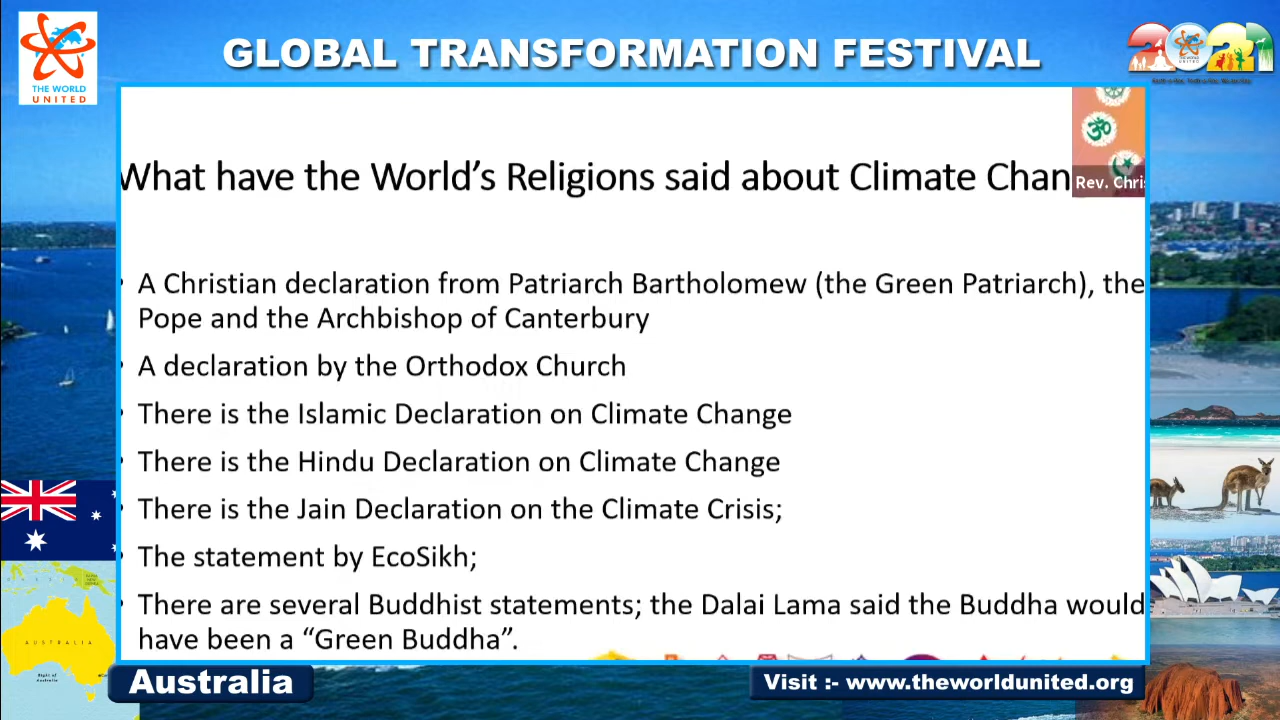 THE WORLD
UNITED
GLOBAL TRANSFORMATION FESTIVAL
2021
What have the World's Religions said about Climate Chan
Rev. Chri
• A Christian declaration from Patriarch Bartholomew (the Green Patriarch), the
Pope and the Archbishop of Canterbury
• A declaration by the Orthodox Church
• There is the Islamic Declaration on Climate Change
• There is the Hindu Declaration on Climate Change
• There is the Jain Declaration on the Climate Crisis;
• The statement by EcoSikh;
• There are several Buddhist statements; the Dalai Lama said the Buddha would
have been a “Green Buddha”.
AUSTRALIA
Australia
Visit :- www.theworldunited.org